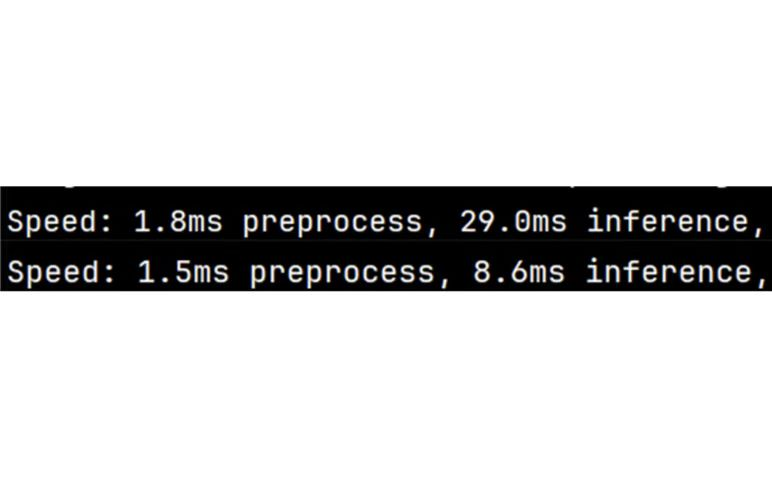 Speed: 1.8ms preprocess, 29.0ms inference,
Speed: 1.5ms preprocess, 8.6ms inference,